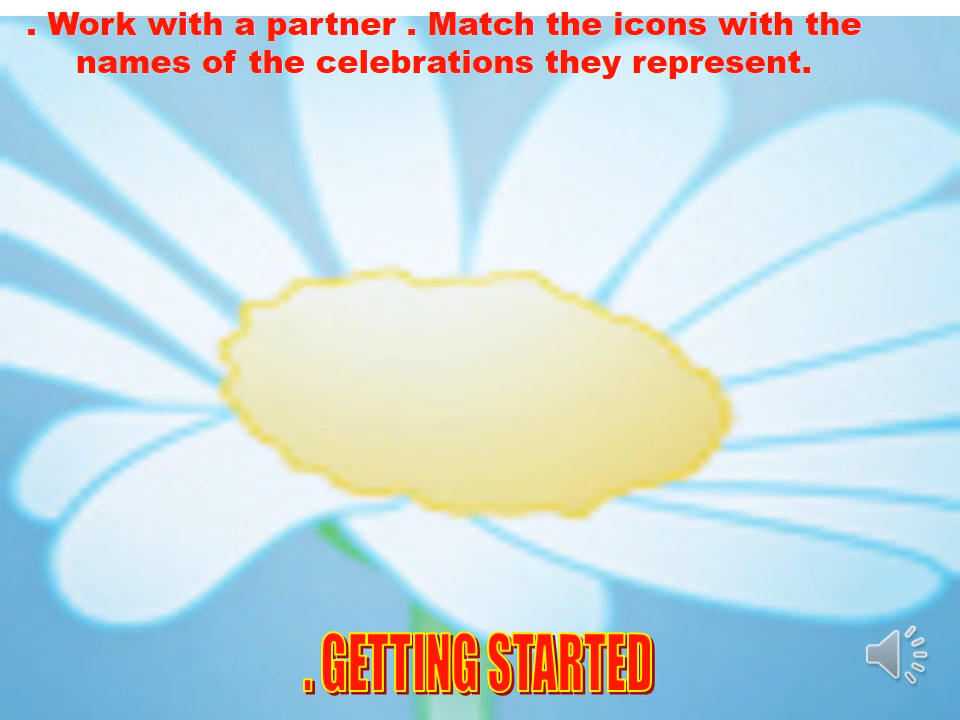 . Work with a partner . Match the icons with the
names of the celebrations they represent.
. GETTING STARTED